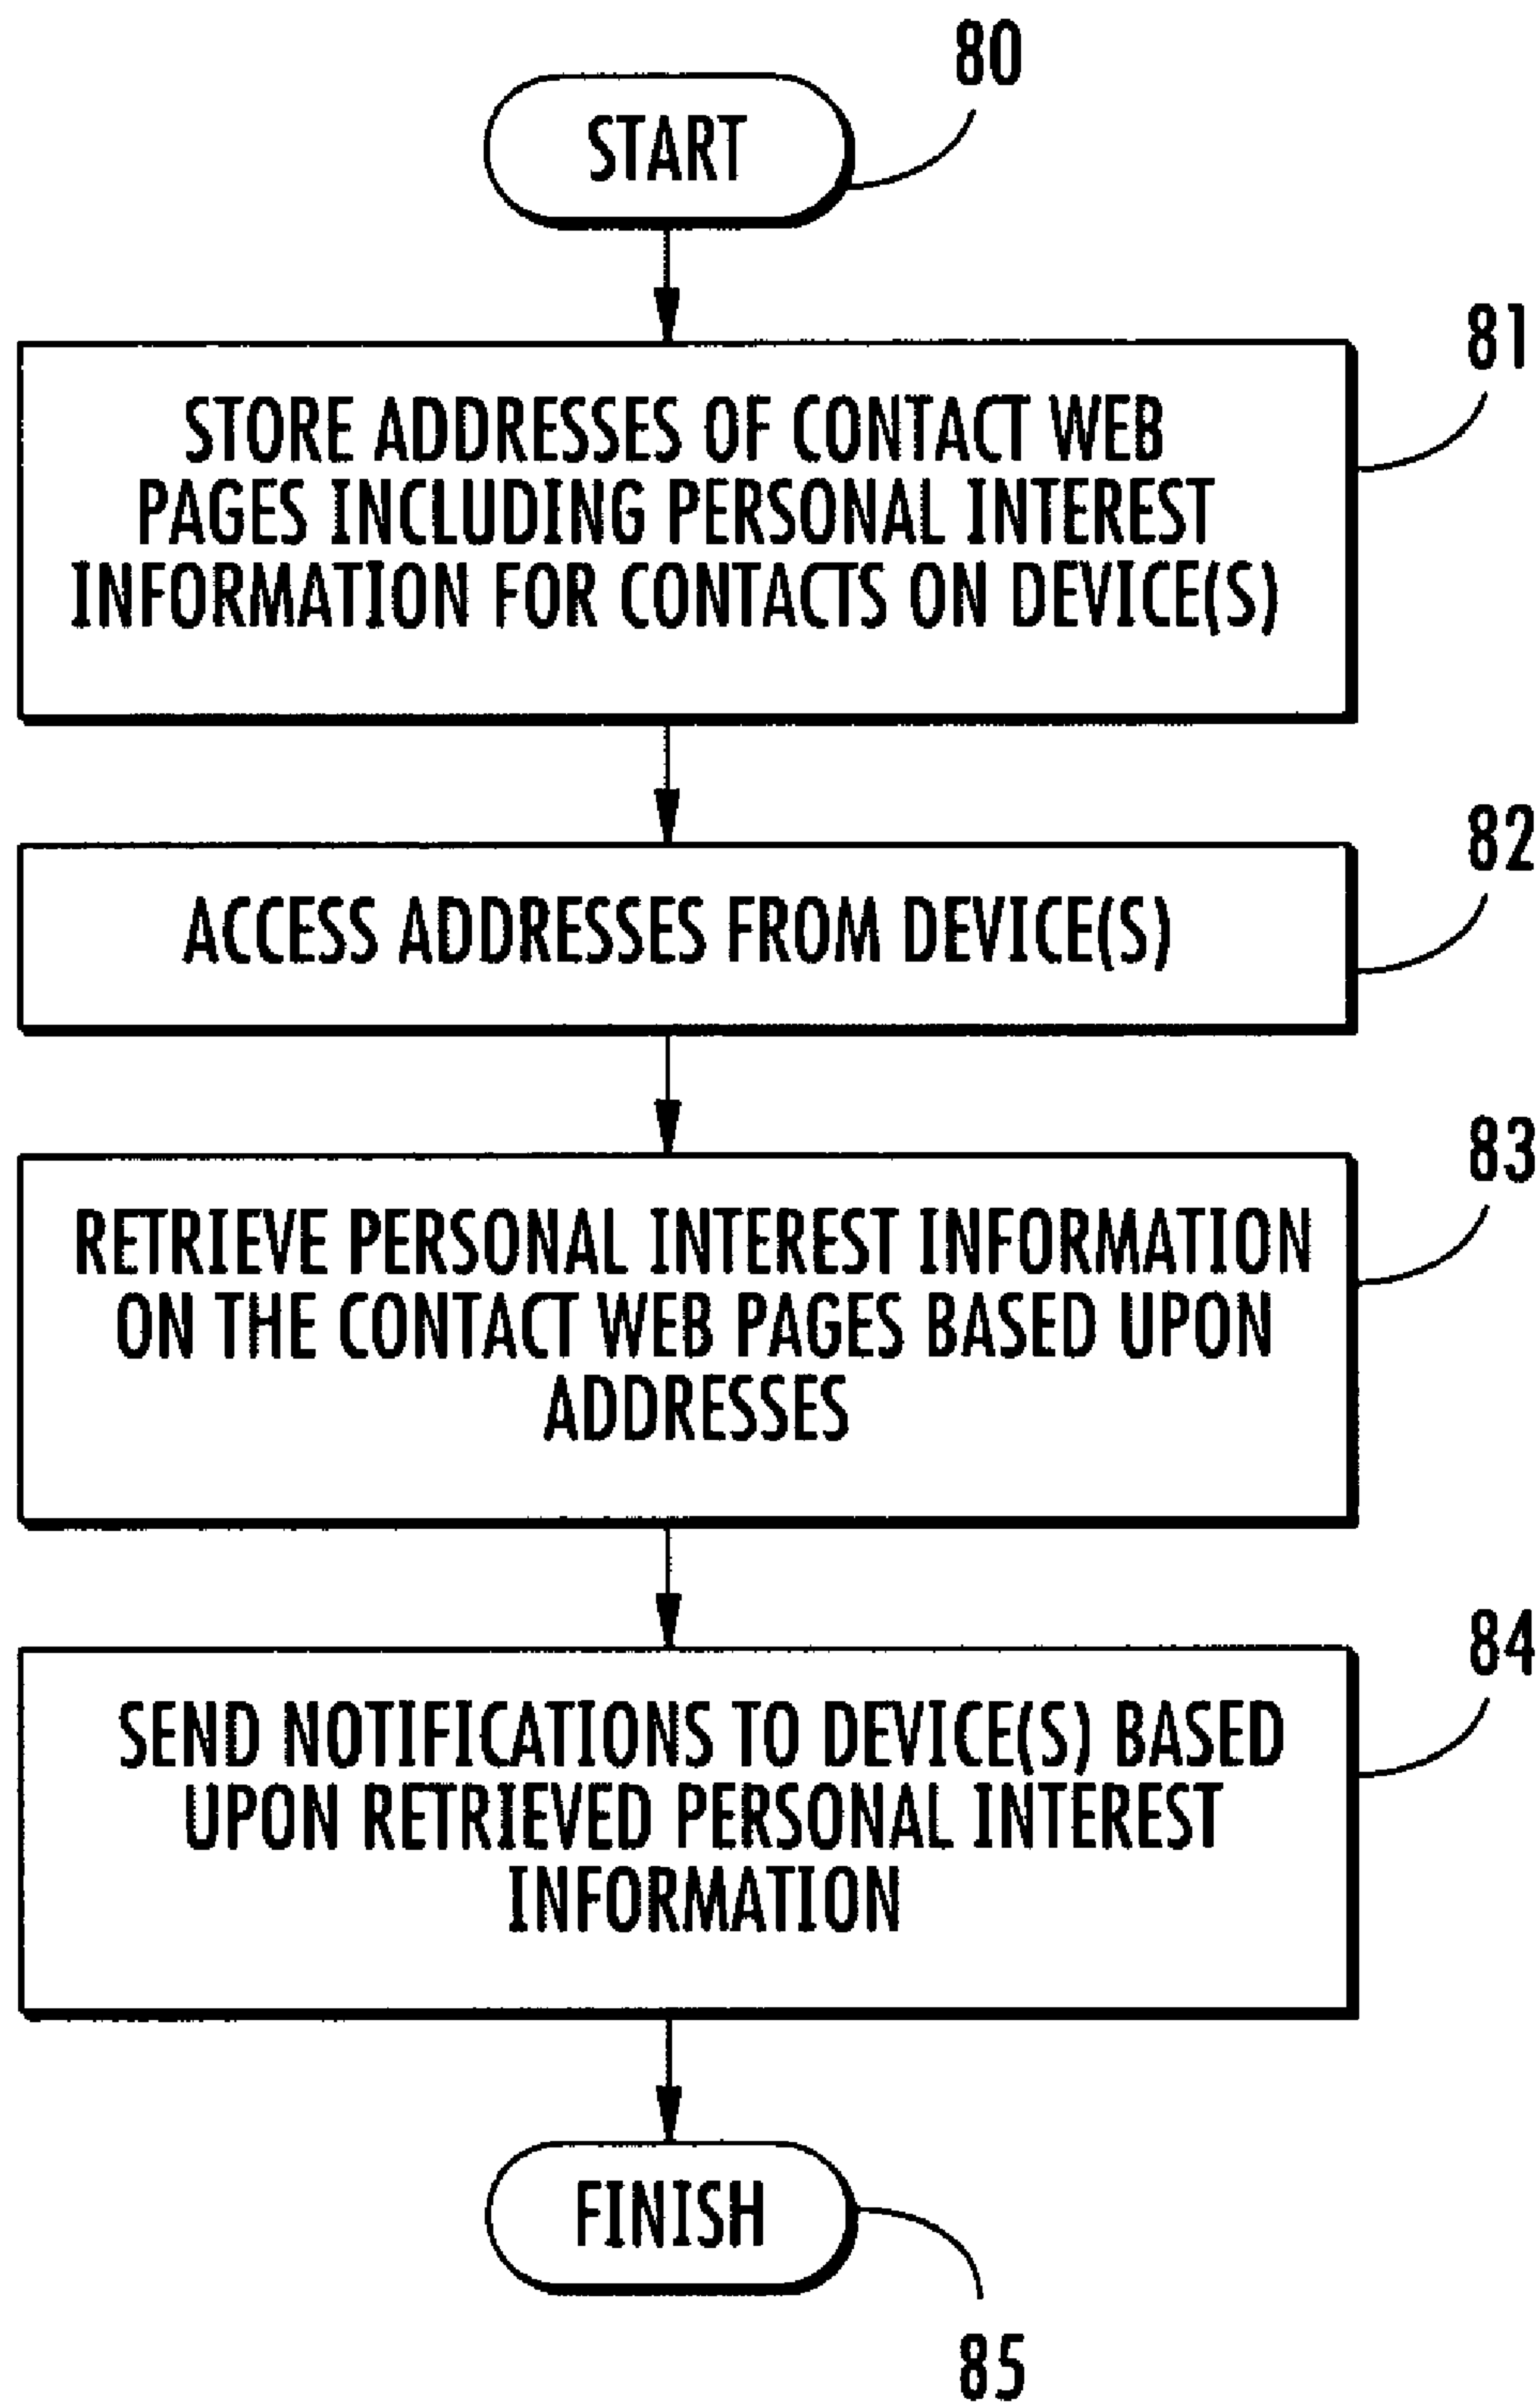 80
START
81
STORE ADDRESSES OF CONTACT WEB
PAGES INCLUDING PERSONAL INTEREST
INFORMATION FOR CONTACTS ON DEVICE(S)
82
ACCESS ADDRESSES FROM DEVICE(S)
83
RETRIEVE PERSONAL INTEREST INFORMATION
ON THE CONTACT WEB PAGES BASED UPON
ADDRESSES
84
SEND NOTIFICATIONS TO DEVICE(S) BASED
UPON RETRIEVED PERSONAL INTEREST
INFORMATION
FINISH
85